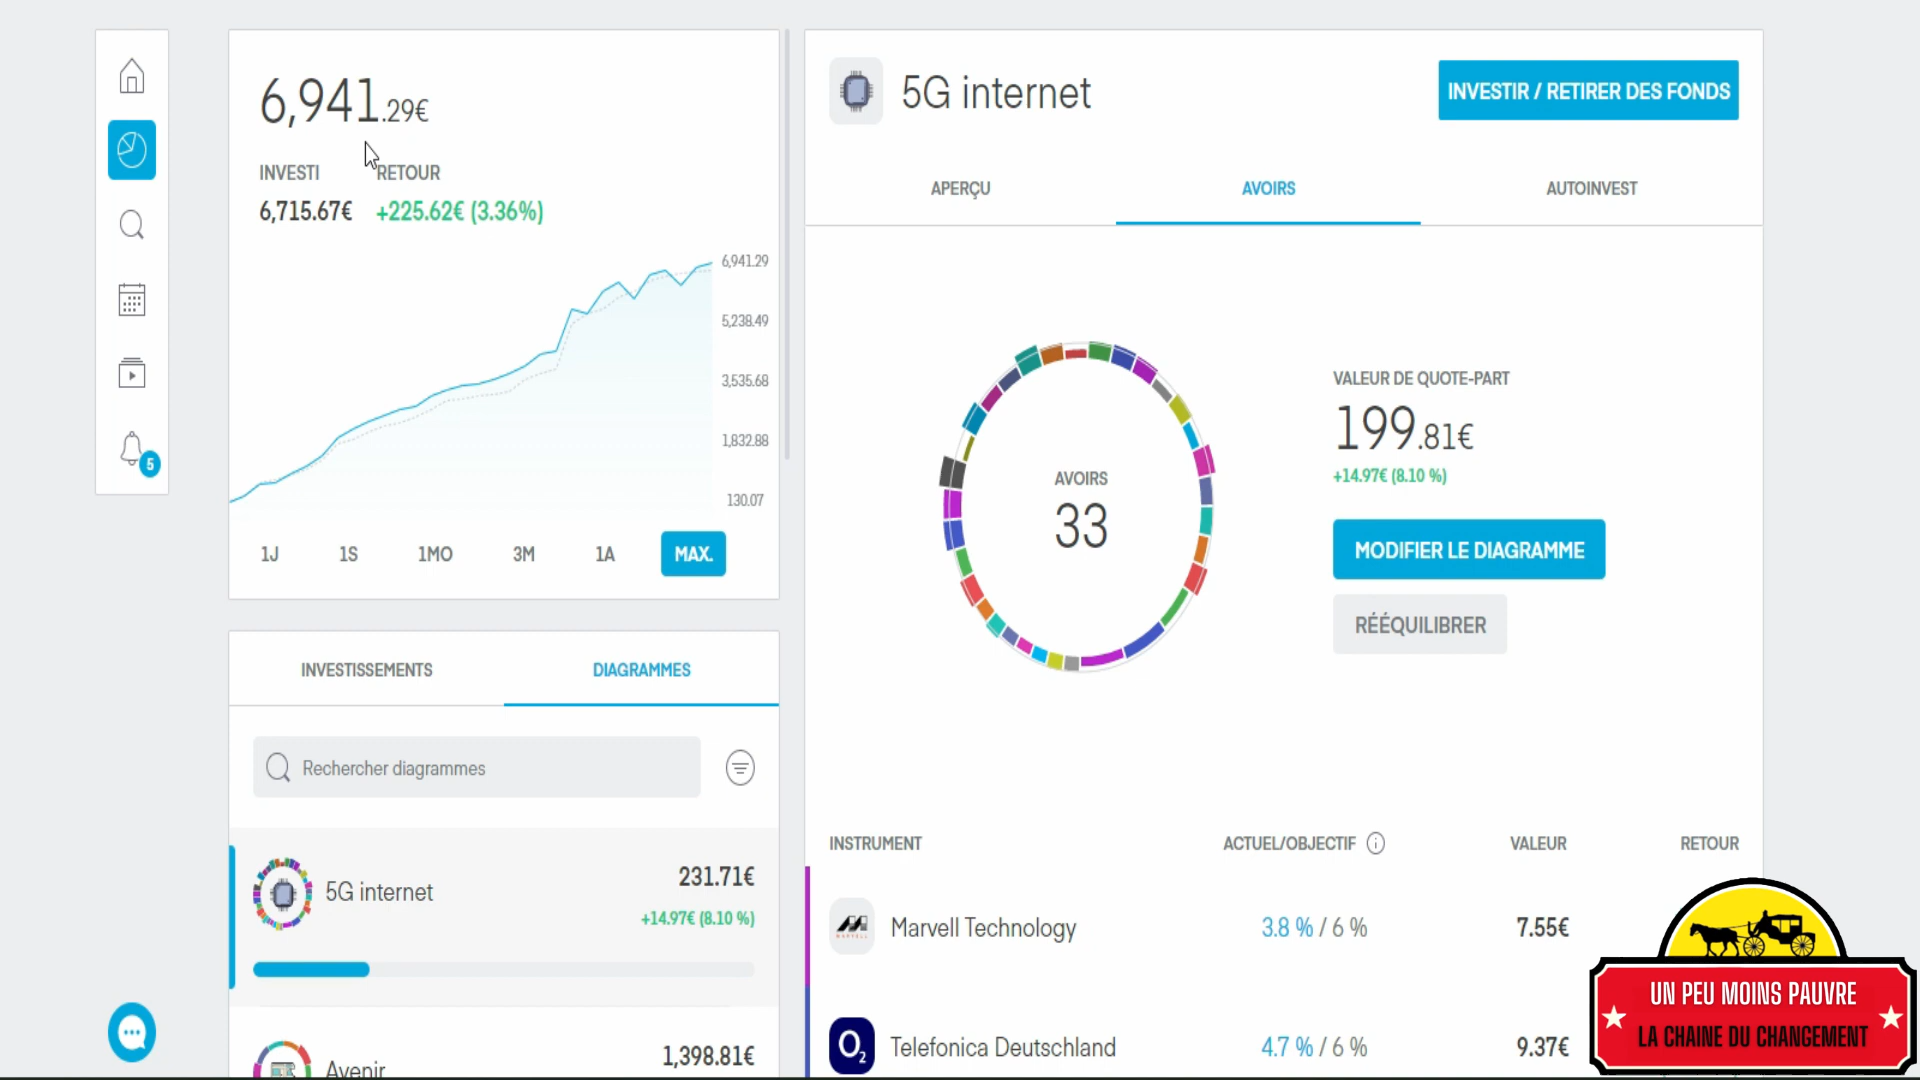 6,941.29€
INVESTI
RETOUR
6,715.67€
+225.62€ (3.36%)
6,941.29
5,238.49
3,535.68
1,832.88
130.07
1J
1S
1MO
3M
1A
MAX.
5
INVESTISSEMENTS
DIAGRAMMES
Rechercher diagrammes
5G internet
231.71€
+14.97€ (8.10 %)
Avenir
1,398.81€
5G internet
INVESTIR / RETIRER DES FONDS
APERÇU
AVOIRS
AUTOINVEST
AVOIRS
33
VALEUR DE QUOTE-PART
199.81€
+14.97€ (8.10 %)
MODIFIER LE DIAGRAMME
RÉÉQUILIBRER
INSTRUMENT
ACTUEL/OBJECTIF
VALEUR
RETOUR
MARVELL
Marvell Technology
3.8 % / 6 %
7.55€
O2
Telefonica Deutschland
4.7 % / 6 %
9.37€
UN PEU MOINS PAUVRE
LA CHAINE DU CHANGEMENT